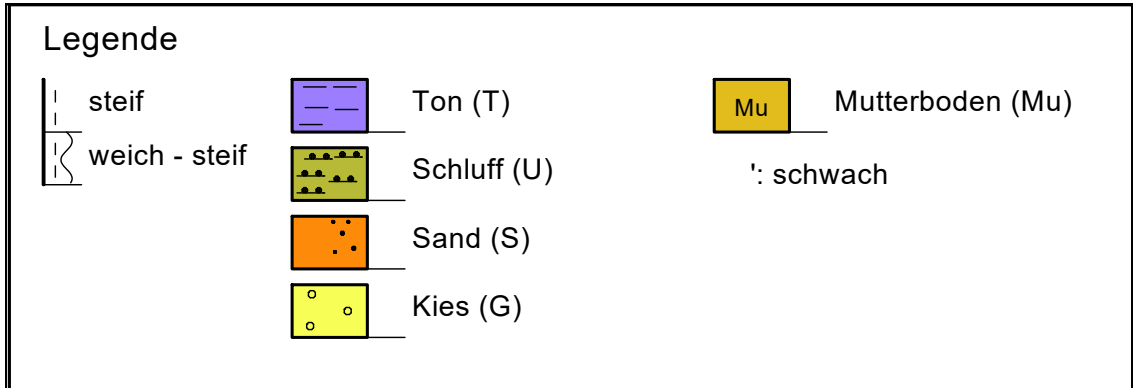 Legende
steif
weich - steif
Ton (T)
Schluff (U)
Sand (S)
Kies (G)
Mu
Mutterboden (Mu)
': schwach